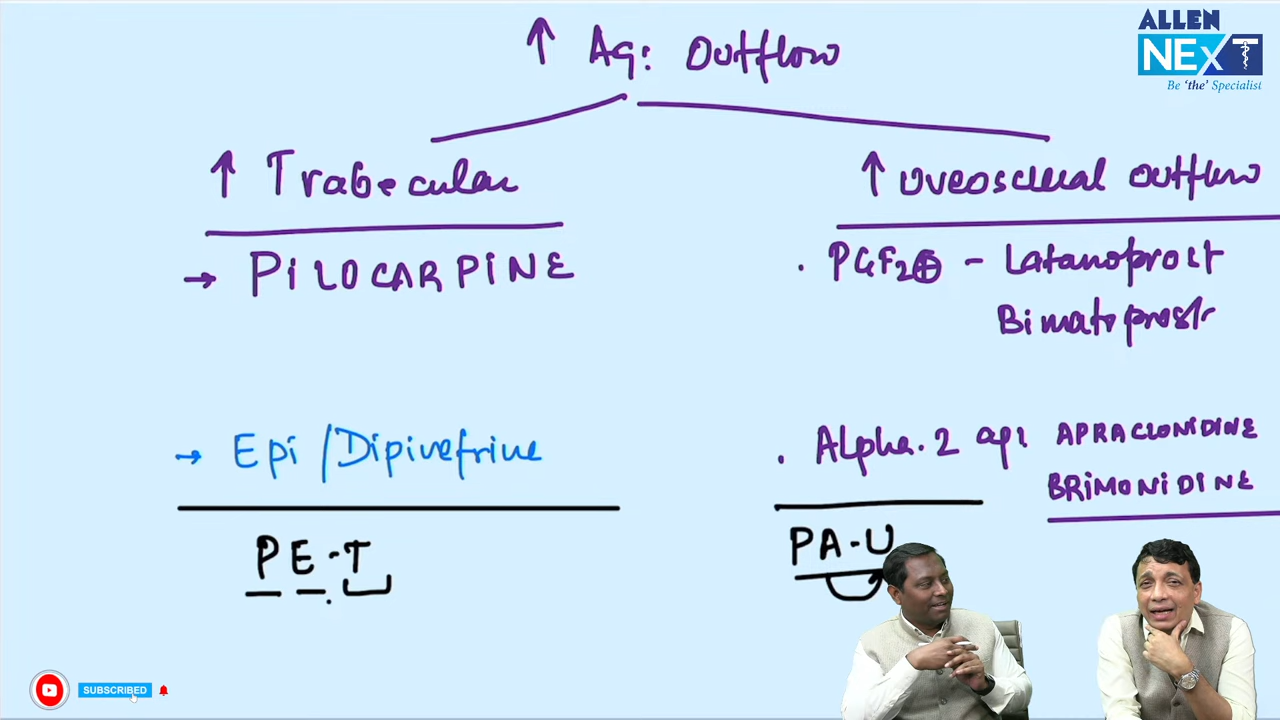 ALLEN
NEXT
Be 'the' Specialist
↑ Aq: Outflow
↑ Trabecular
→ PILOCARPINE
→ Epi / Dipivefrine
PE-T
↑ Uveoscleral outflow
· PGF2⊕ - Latanoprost
Bimatoprost
· Alpha.2 ag: APRACLONIDINE
BRIMONIDINE
PA-U
SUBSCRIBED